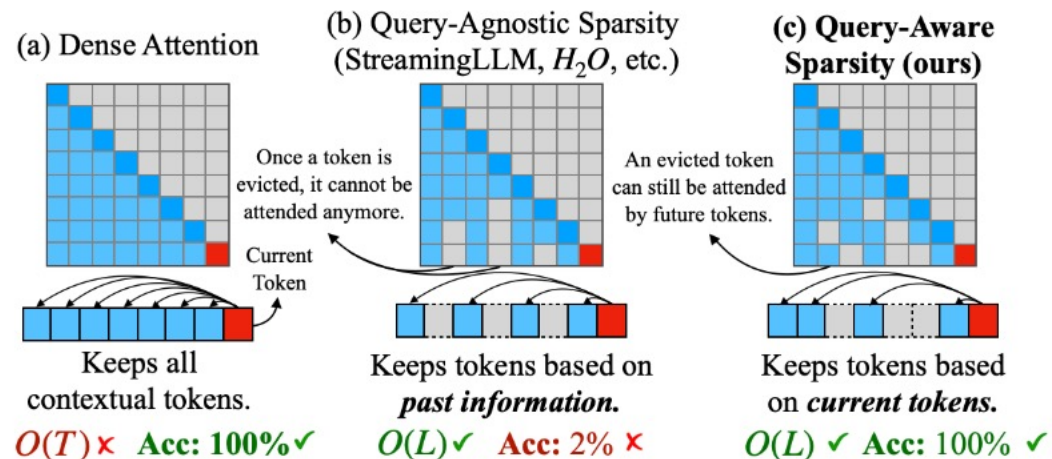 (a) Dense Attention
(b) Query-Agnostic Sparsity
(StreamingLLM, H₂O, etc.)
(c) Query-Aware
Sparsity (ours)
Once a token is
evicted, it cannot be
attended anymore.
An evicted token
can still be attended
by future tokens.
Current
Token
Keeps all
contextual tokens.
O(T) ✗ Acc: 100% ✓
Keeps tokens based on
past information.
O(L) ✓ Acc: 2% ✗
Keeps tokens based
on current tokens.
O(L) ✓ Acc: 100% ✓